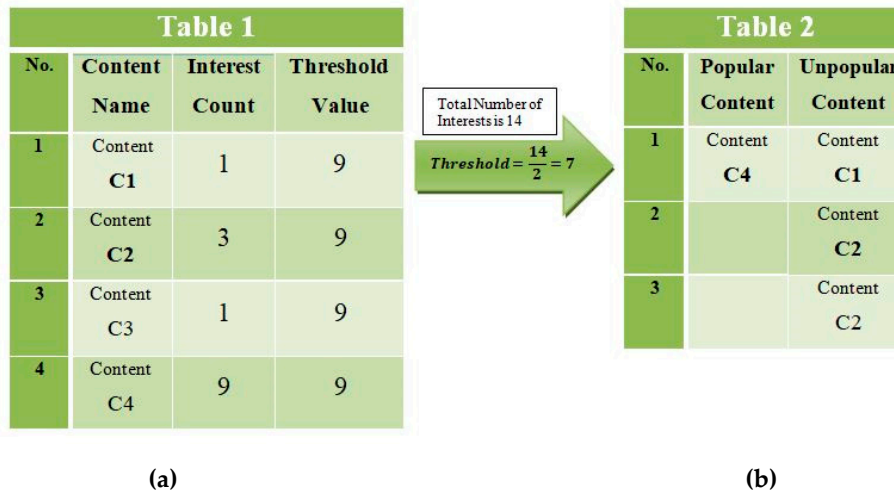 Table 1
No. Content Name Interest Count Threshold Value
1 Content C1 1 9
2 Content C2 3 9
3 Content C3 1 9
4 Content C4 9 9
Total Number of
Interests is 14
Threshold = 14/2 = 7
Table 2
No. Popular Content Unpopular Content
1 Content C4 Content C1
2 Content C2
3 Content C2
(a) (b)